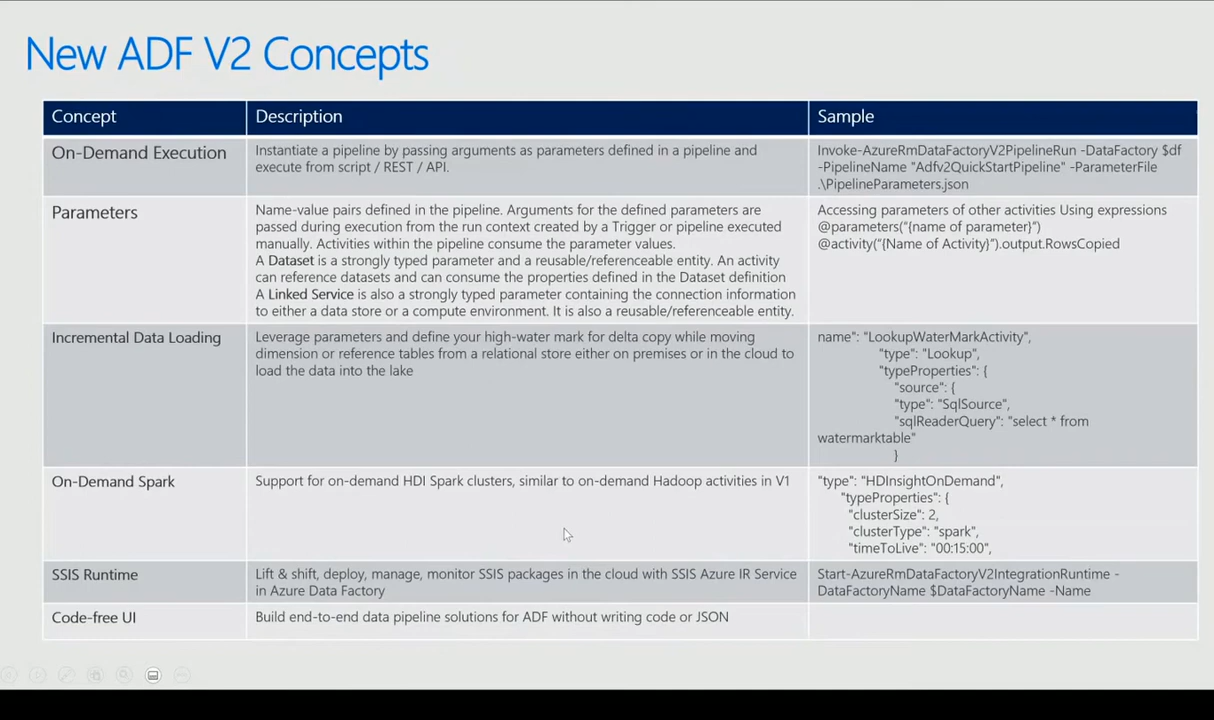 New ADF V2 Concepts
Concept
Description
Sample
On-Demand Execution
Instantiate a pipeline by passing arguments as parameters defined in a pipeline and
execute from script / REST / API.
Invoke-AzureRmDataFactoryV2PipelineRun -DataFactory $df
-PipelineName "Adfv2QuickStartPipeline" -ParameterFile
.\PipelineParameters.json
Parameters
Name-value pairs defined in the pipeline. Arguments for the defined parameters are
passed during execution from the run context created by a Trigger or pipeline executed
manually. Activities within the pipeline consume the parameter values.
A Dataset is a strongly typed parameter and a reusable/referenceable entity. An activity
can reference datasets and can consume the properties defined in the Dataset definition
A Linked Service is also a strongly typed parameter containing the connection information
to either a data store or a compute environment. It is also a reusable/referenceable entity.
Accessing parameters of other activities Using expressions
@parameters(“{name of parameter}”)
@activity(“{Name of Activity}”).output.RowsCopied
Incremental Data Loading
Leverage parameters and define your high-water mark for delta copy while moving
dimension or reference tables from a relational store either on premises or in the cloud to
load the data into the lake
name": "LookupWaterMarkActivity",
"type": "Lookup",
"typeProperties": {
"source": {
"type": "SqlSource",
"sqlReaderQuery": "select * from
watermarktable"
}
On-Demand Spark
Support for on-demand HDI Spark clusters, similar to on-demand Hadoop activities in V1
"type": "HDInsightOnDemand",
"typeProperties": {
"clusterSize": 2,
"clusterType": "spark",
"timeToLive": "00:15:00",
SSIS Runtime
Lift & shift, deploy, manage, monitor SSIS packages in the cloud with SSIS Azure IR Service
in Azure Data Factory
Start-AzureRmDataFactoryV2IntegrationRuntime -
DataFactoryName $DataFactoryName -Name
Code-free UI
Build end-to-end data pipeline solutions for ADF without writing code or JSON